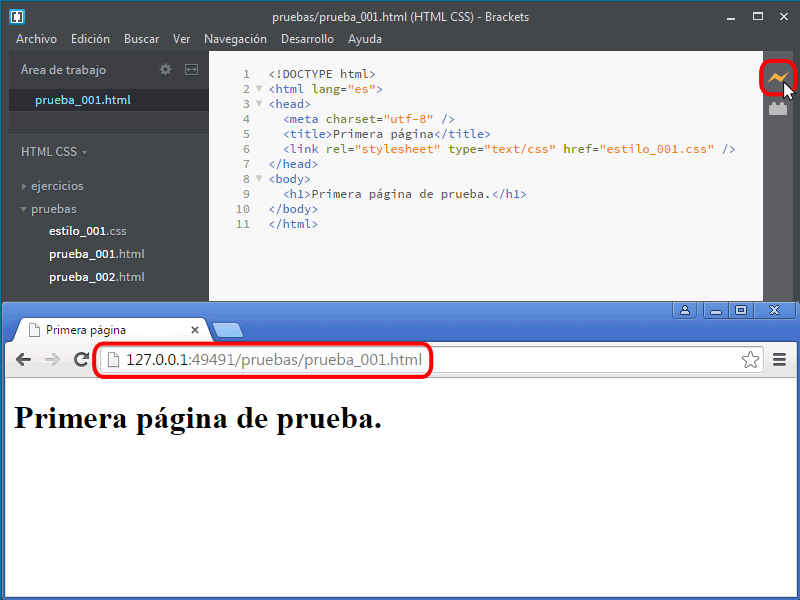 pruebas/prueba_001.html (HTML CSS) - Brackets
Archivo Edición Buscar Ver Navegación Desarrollo Ayuda
Área de trabajo
prueba_001.html
HTML CSS
ejercicios
pruebas
estilo_001.css
prueba_001.html
prueba_002.html
1 <!DOCTYPE html>
2 <html lang="es">
3 <head>
4 <meta charset="utf-8" />
5 <title>Primera página</title>
6 <link rel="stylesheet" type="text/css" href="estilo_001.css" />
7 </head>
8 <body>
9 <h1>Primera página de prueba.</h1>
10 </body>
11 </html>
Primera página
127.0.0.1:49491/pruebas/prueba_001.html
Primera página de prueba.